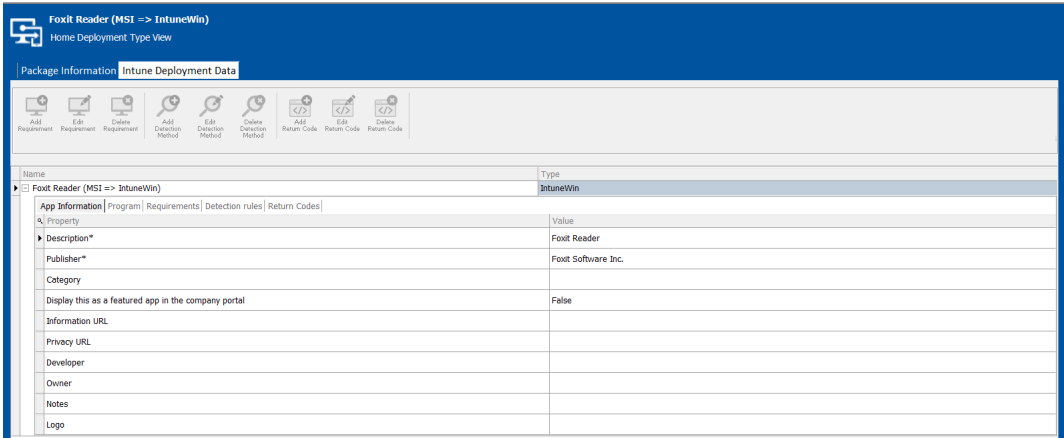 Foxit Reader (MSI => IntuneWin)
Home Deployment Type View
Package Information Intune Deployment Data
Add Requirement Edit Requirement Delete Requirement Add Detection Method Edit Detection Method Delete Detection Method Add Return Code Edit Return Code Delete Return Code
Name Type
Foxit Reader (MSI => IntuneWin) IntuneWin
App Information Program Requirements Detection rules Return Codes
Property Value
Description* Foxit Reader
Publisher* Foxit Software Inc.
Category
Display this as a featured app in the company portal False
Information URL
Privacy URL
Developer
Owner
Notes
Logo